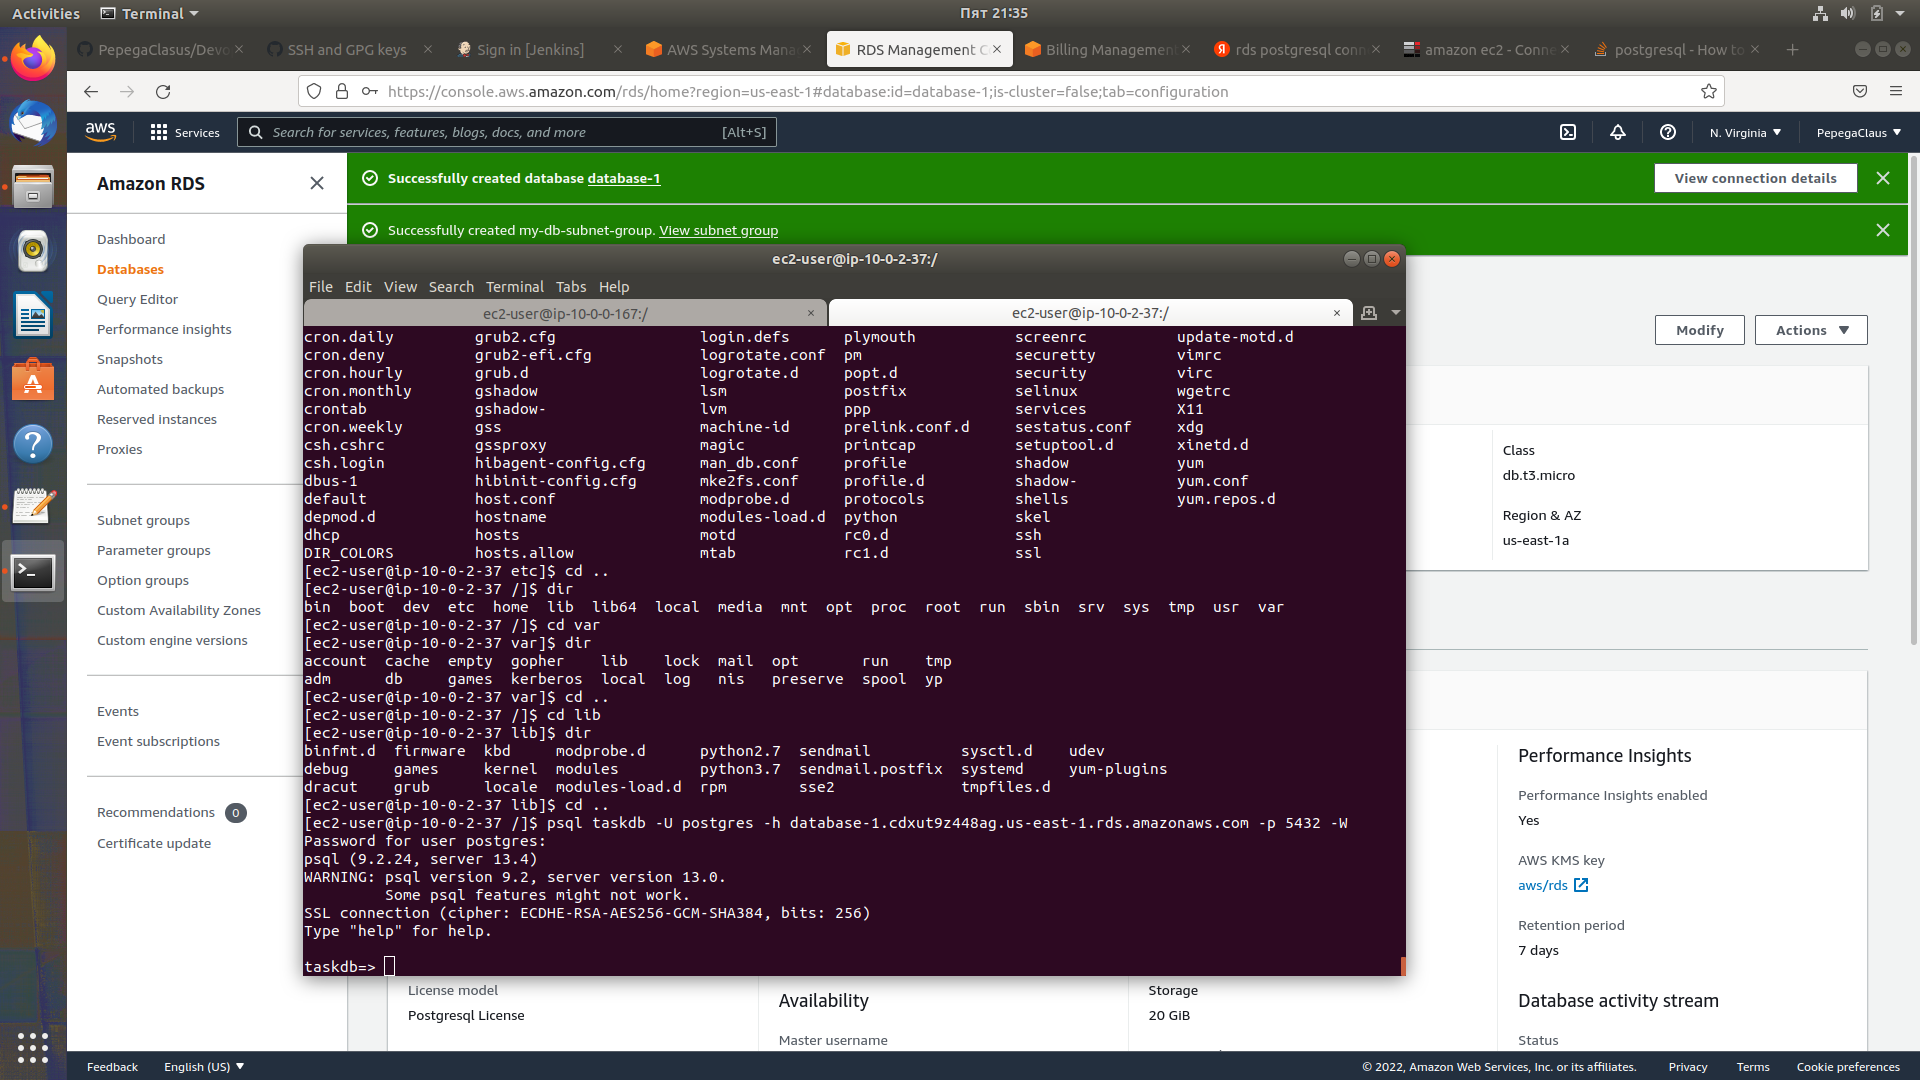 Activities
Terminal
Пят 21:35
PepegaClasus/Devo
SSH and GPG keys
Sign in [Jenkins]
AWS Systems Mana
RDS Management C
Billing Management
rds postgresql conn
amazon ec2 - Conne
postgresql - How to
https://console.aws.amazon.com/rds/home?region=us-east-1#database:id=database-1;is-cluster=false;tab=configuration
aws
Services
Search for services, features, blogs, docs, and more
[Alt+S]
N. Virginia
PepegaClaus
Amazon RDS
Dashboard
Databases
Query Editor
Performance insights
Snapshots
Automated backups
Reserved instances
Proxies
Subnet groups
Parameter groups
Option groups
Custom Availability Zones
Custom engine versions
Events
Event subscriptions
Recommendations 0
Certificate update
Successfully created database database-1
View connection details
Successfully created my-db-subnet-group. View subnet group
Modify
Actions
Class
db.t3.micro
Region & AZ
us-east-1a
ec2-user@ip-10-0-2-37:/
File Edit View Search Terminal Tabs Help
ec2-user@ip-10-0-0-167:/
ec2-user@ip-10-0-2-37:/
cron.daily grub2.cfg login.defs plymouth screenrc update-motd.d
cron.deny grub2-efi.cfg logrotate.conf pm securetty vimrc
cron.hourly grub.d logrotate.d popt.d security virc
cron.monthly gshadow lsm postfix selinux wgetrc
crontab gshadow- lvm ppp services X11
cron.weekly gss machine-id prelink.conf.d sestatus.conf xdg
csh.cshrc gssproxy magic printcap setuptool.d xinetd.d
csh.login hibagent-config.cfg man_db.conf profile shadow yum
dbus-1 hibinit-config.cfg mke2fs.conf profile.d shadow- yum.conf
default host.conf modprobe.d protocols shells yum.repos.d
depmod.d hostname modules-load.d python skel
dhcp hosts motd rc0.d ssh
DIR_COLORS hosts.allow mtab rc1.d ssl
[ec2-user@ip-10-0-2-37 etc]$ cd ..
[ec2-user@ip-10-0-2-37 /]$ dir
bin boot dev etc home lib lib64 local media mnt opt proc root run sbin srv sys tmp usr var
[ec2-user@ip-10-0-2-37 /]$ cd var
[ec2-user@ip-10-0-2-37 var]$ dir
account cache empty gopher lib lock mail opt run tmp
adm db games kerberos local log nis preserve spool yp
[ec2-user@ip-10-0-2-37 var]$ cd ..
[ec2-user@ip-10-0-2-37 /]$ cd lib
[ec2-user@ip-10-0-2-37 lib]$ dir
binfmt.d firmware kbd modprobe.d python2.7 sendmail sysctl.d udev
debug games kernel modules python3.7 sendmail.postfix systemd yum-plugins
dracut grub locale modules-load.d rpm sse2 tmpfiles.d
[ec2-user@ip-10-0-2-37 lib]$ cd ..
[ec2-user@ip-10-0-2-37 /]$ psql taskdb -U postgres -h database-1.cdxut9z448ag.us-east-1.rds.amazonaws.com -p 5432 -W
Password for user postgres:
psql (9.2.24, server 13.4)
WARNING: psql version 9.2, server version 13.0.
Some psql features might not work.
SSL connection (cipher: ECDHE-RSA-AES256-GCM-SHA384, bits: 256)
Type "help" for help.
taskdb=>
Performance Insights
Performance Insights enabled
Yes
AWS KMS key
aws/rds
Retention period
7 days
Database activity stream
Status
License model
Postgresql License
Availability
Master username
Storage
20 GiB
Feedback
English (US)
© 2022, Amazon Web Services, Inc. or its affiliates.
Privacy
Terms
Cookie preferences